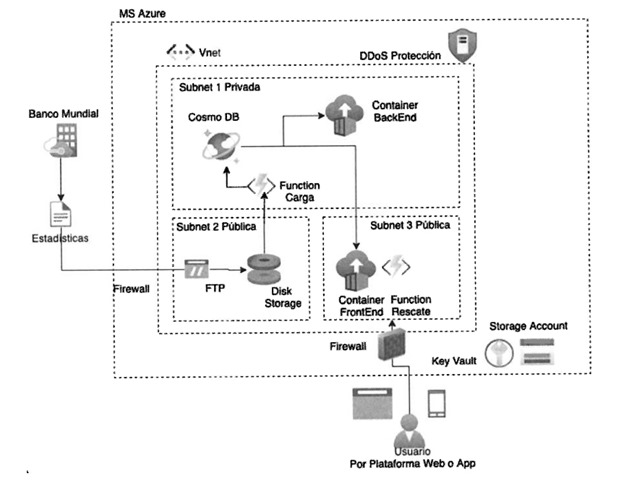 MS Azure
Vnet
DDoS Protección
Subnet 1 Privada
Banco Mundial
Cosmo DB
Container
BackEnd
Function
Carga
Subnet 2 Pública
Subnet 3 Pública
Estadísticas
Firewall
FTP
Disk
Storage
Container
FrontEnd
Function
Rescate
Storage Account
Firewall
Key Vault
Usuario
Por Plataforma Web o App